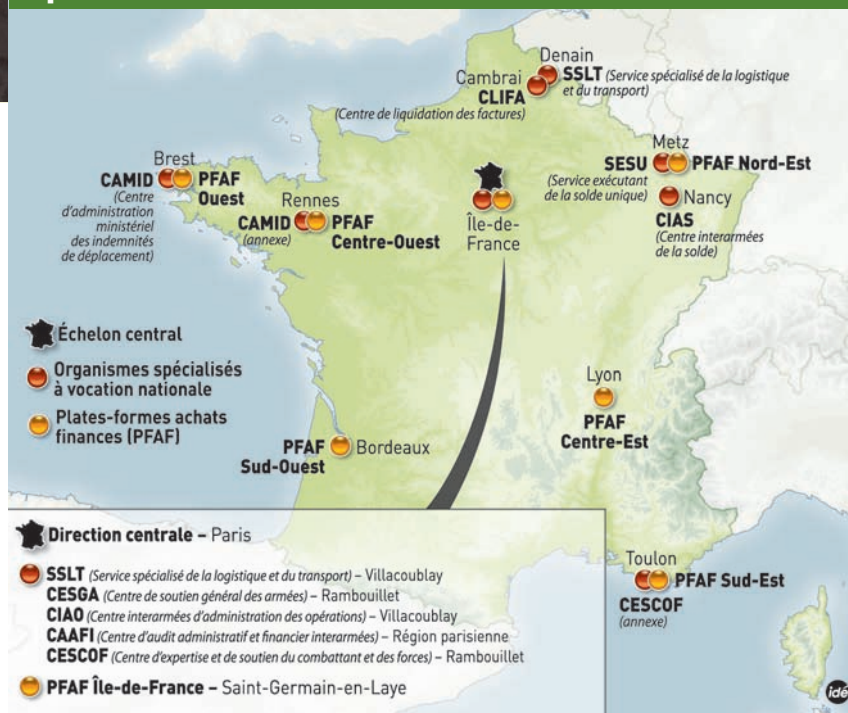 Denain
SSLT (Service spécialisé de la logistique
et du transport)
Cambrai
CLIFA
(Centre de liquidation des factures)
Metz
SESU
PFAF Nord-Est
(Service exécutant
de la solde unique)
Nancy
CIAS
(Centre interarmées
de la solde)
Brest
CAMID
PFAF
Ouest
(Centre
d'administration
ministériel
des indemnités
de déplacement)
Rennes
CAMID
(annexe)
PFAF
Centre-Ouest
Île-de-
France
Échelon central
Organismes spécialisés
à vocation nationale
Plates-formes achats
finances (PFAF)
Lyon
PFAF
Centre-Est
PFAF
Sud-Ouest
Bordeaux
Toulon
PFAF Sud-Est
CESCOF
(annexe)
Direction centrale – Paris
SSLT (Service spécialisé de la logistique et du transport) – Villacoublay
CESGA (Centre de soutien général des armées) – Rambouillet
CIAO (Centre interarmées d'administration des opérations) – Villacoublay
CAAFI (Centre d'audit administratif et financier interarmées) – Région parisienne
CESCOF (Centre d'expertise et de soutien du combattant et des forces) – Rambouillet
PFAF Île-de-France – Saint-Germain-en-Laye
idé